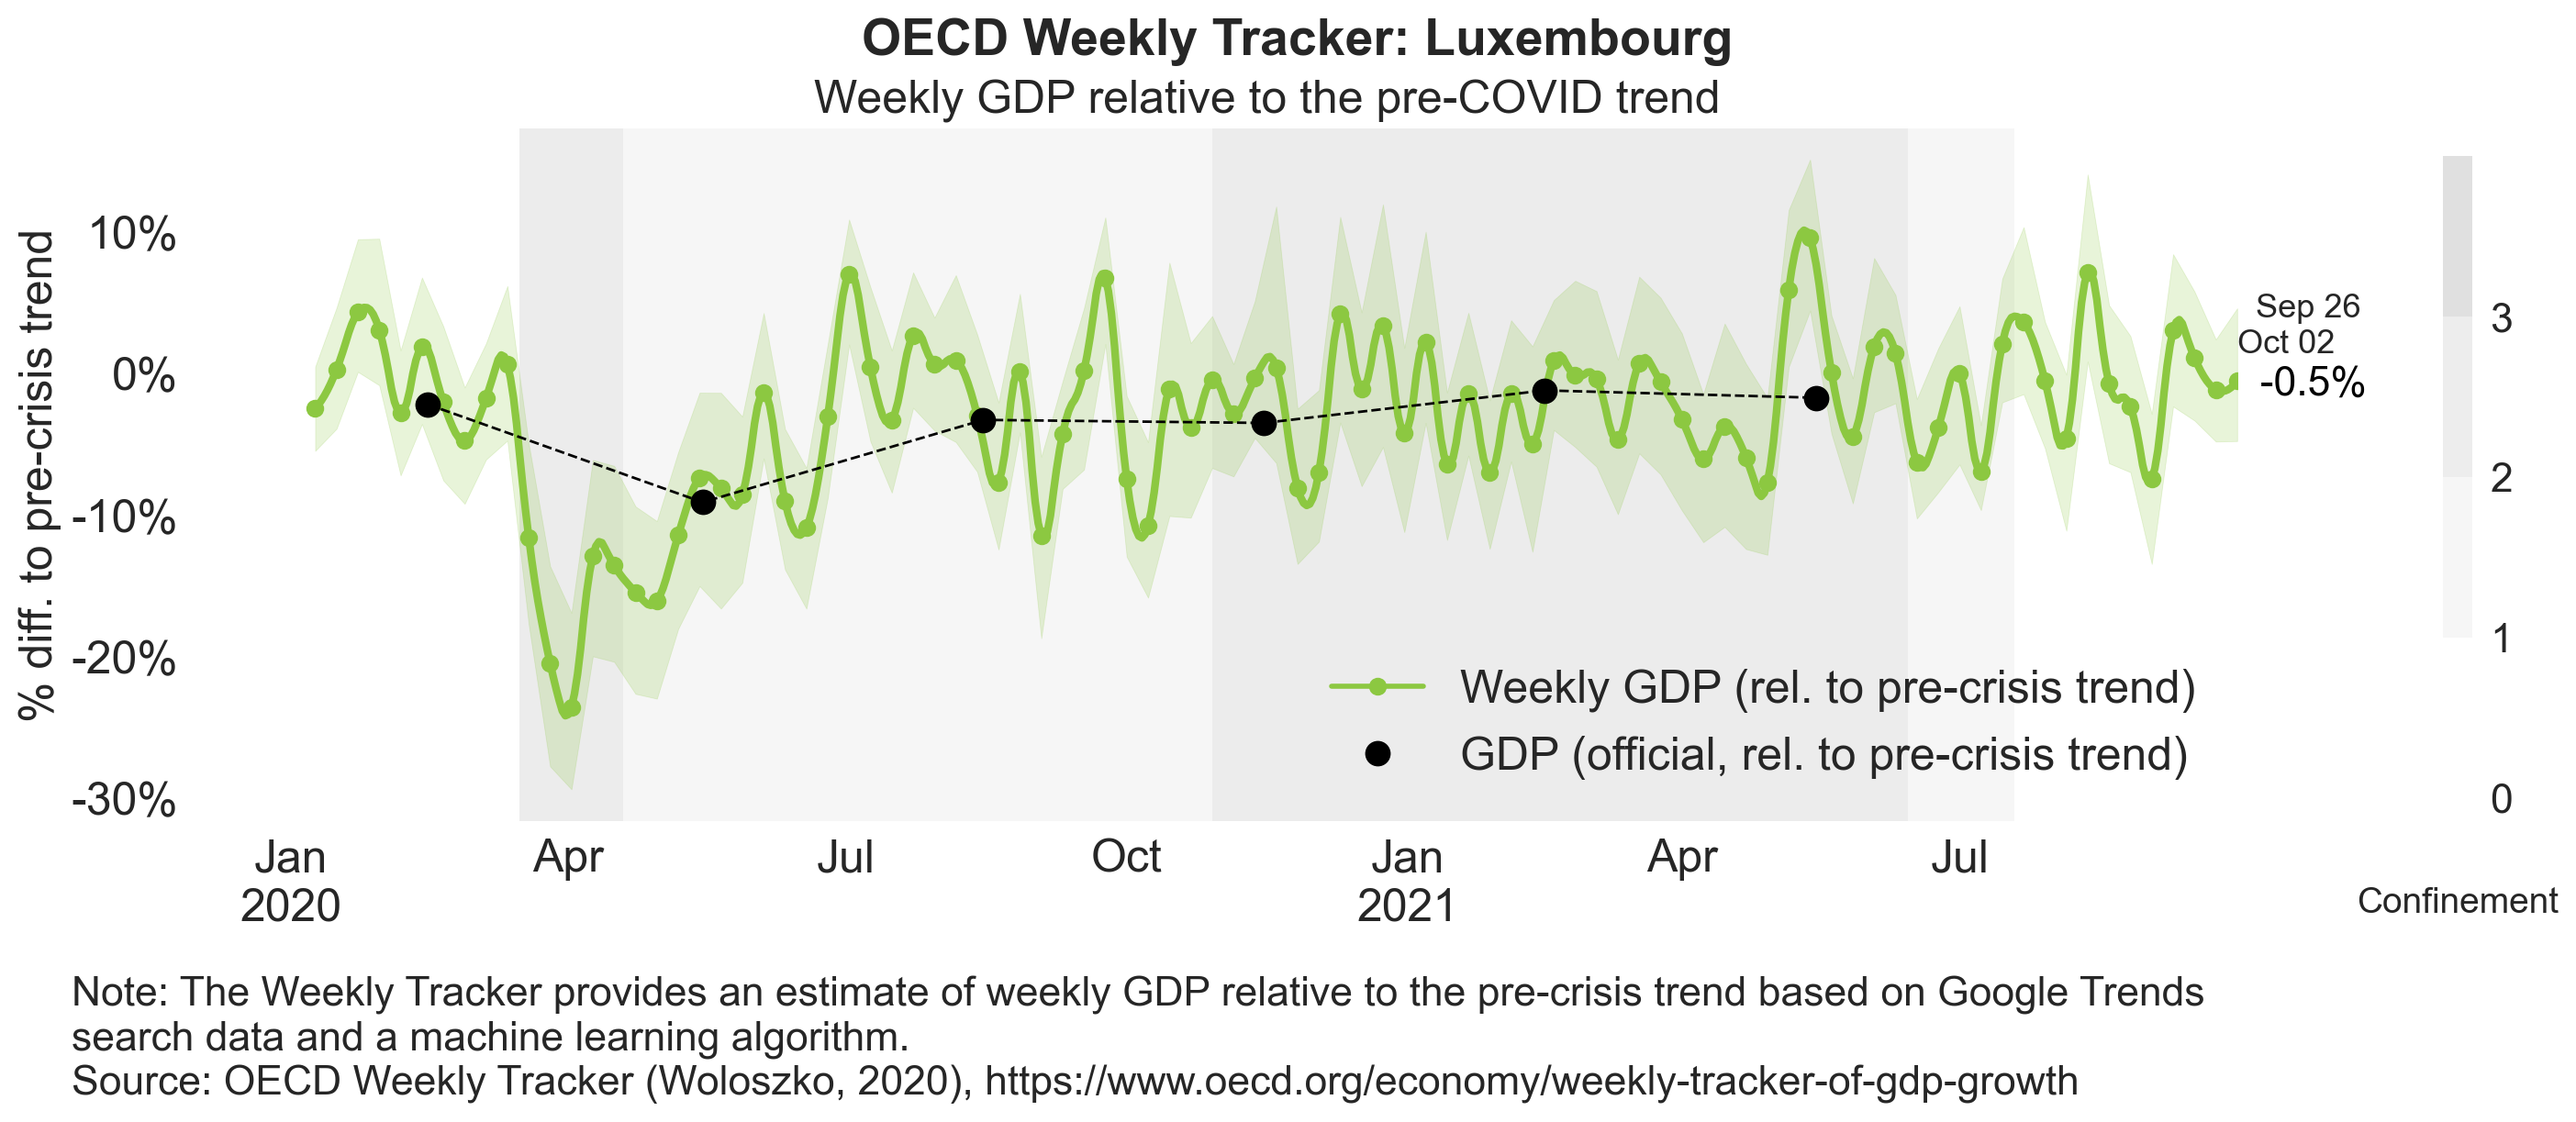 OECD Weekly Tracker: Luxembourg
Weekly GDP relative to the pre-COVID trend
% diff. to pre-crisis trend
10%
0%
-10%
-20%
-30%
Jan
2020
Apr
Jul
Oct
Jan
2021
Apr
Jul
Sep 26
Oct 02
-0.5%
Weekly GDP (rel. to pre-crisis trend)
GDP (official, rel. to pre-crisis trend)
3
2
1
0
Confinement
Note: The Weekly Tracker provides an estimate of weekly GDP relative to the pre-crisis trend based on Google Trends
search data and a machine learning algorithm.
Source: OECD Weekly Tracker (Woloszko, 2020), https://www.oecd.org/economy/weekly-tracker-of-gdp-growth